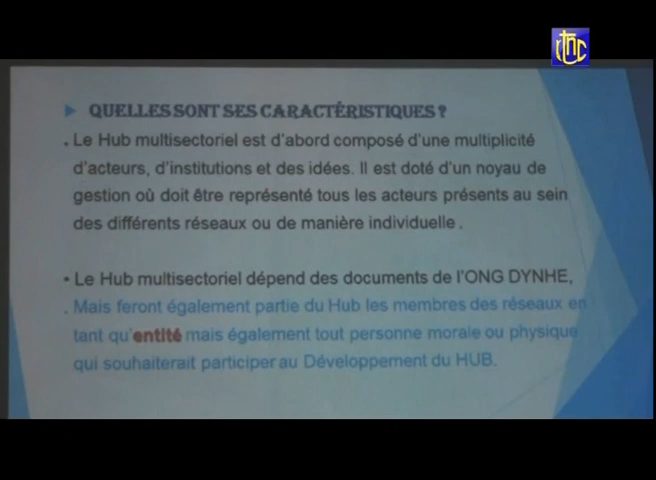 tnc
QUELLES SONT SES CARACTÉRISTIQUES ?
. Le Hub multisectoriel est d'abord composé d'une multiplicité
d'acteurs, d'institutions et des idées. Il est doté d'un noyau de
gestion où doit être représenté tous les acteurs présents au sein
des différents réseaux ou de manière individuelle .
• Le Hub multisectoriel dépend des documents de l'ONG DYNHE,
. Mais feront également partie du Hub les membres des réseaux en
tant qu'entité mais également tout personne morale ou physique
qui souhaiterait participer au Développement du HUB.